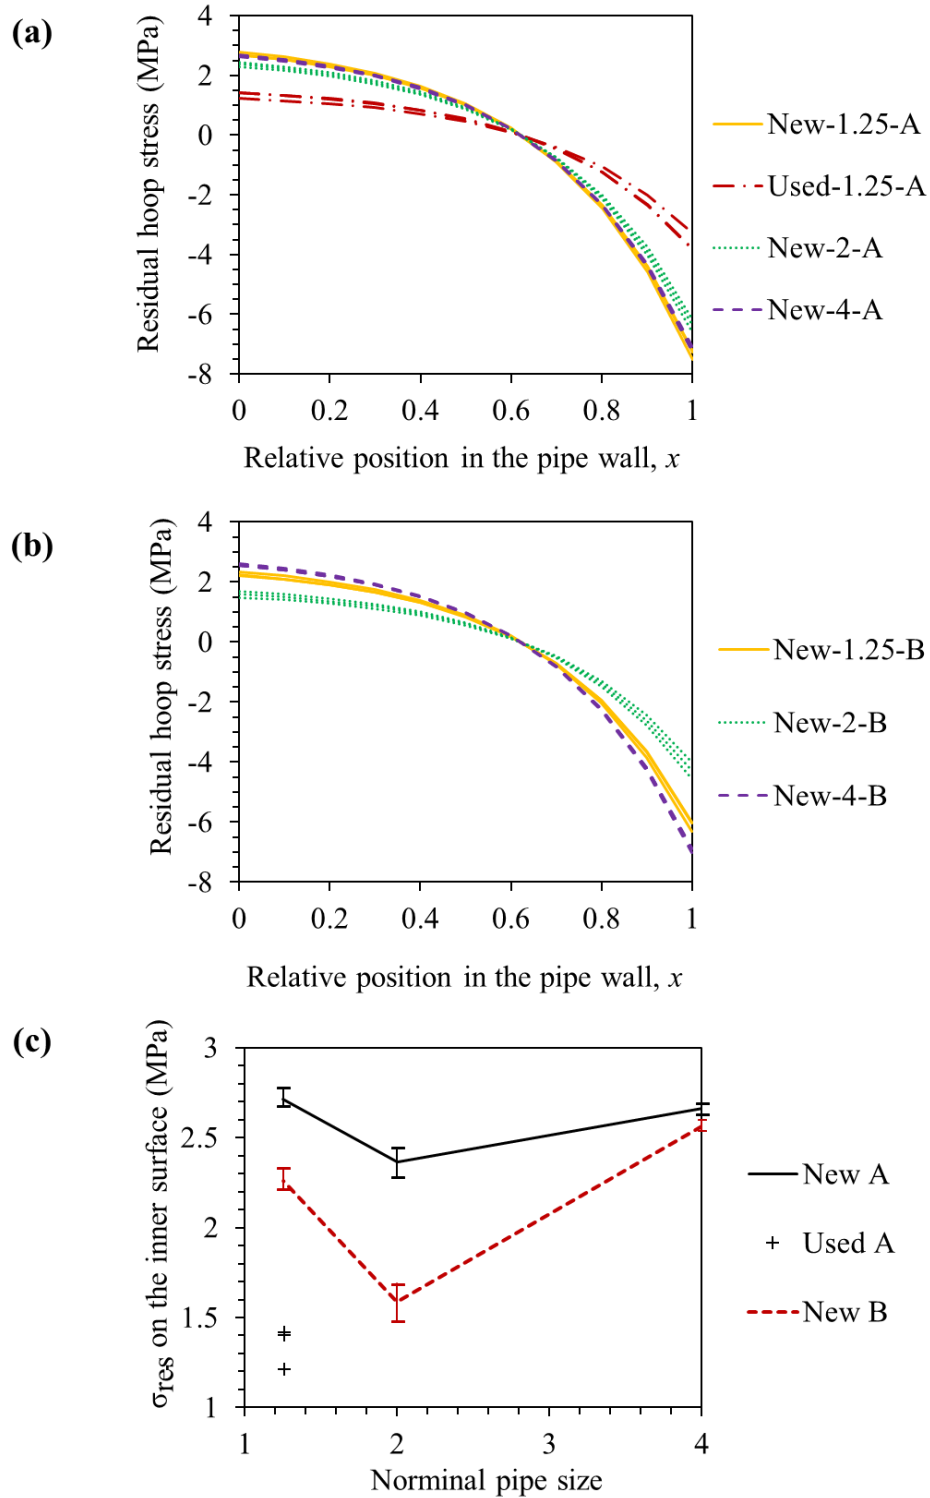 (a)
Residual hoop stress (MPa)
4
2
0
-2
-4
-6
-8
0 0.2 0.4 0.6 0.8 1
Relative position in the pipe wall, x
New-1.25-A
Used-1.25-A
New-2-A
New-4-A
(b)
Residual hoop stress (MPa)
4
2
0
-2
-4
-6
-8
0 0.2 0.4 0.6 0.8 1
Relative position in the pipe wall, x
New-1.25-B
New-2-B
New-4-B
(c)
σres on the inner surface (MPa)
3
2.5
2
1.5
1
1 2 3 4
Norminal pipe size
New A
Used A
New B